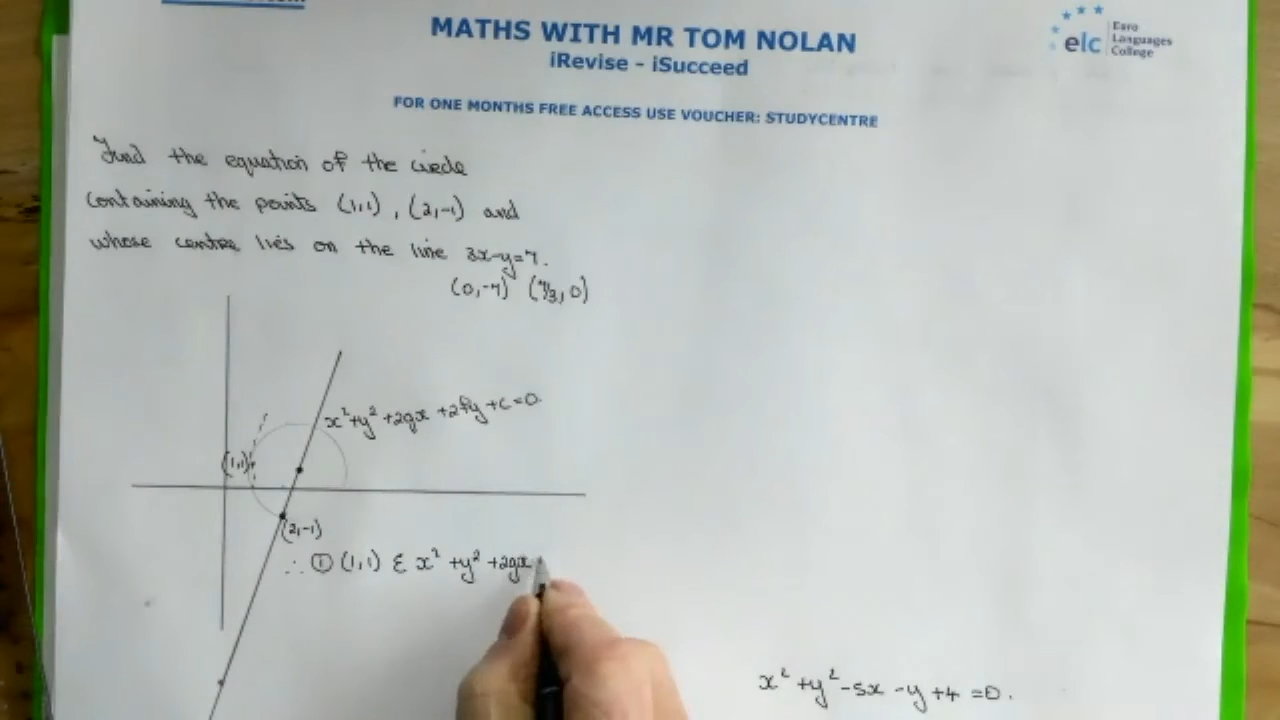 MATHS WITH MR TOM NOLAN
iRevise - iSucceed
elc
Euro
Languages
College
FOR ONE MONTHS FREE ACCESS USE VOUCHER: STUDYCENTRE
Find the equation of the circle
containing the points (1,1) , (2,-1) and
whose centre lies on the line 3x-y=7.
(0,-7) (7/3, 0)
x²+y²+2gx+2fy+c=0
(1,1)
(2,-1)
∴ ① (1,1) Σ x² +y² +2gx
x² +y² -5x -y +4 =0.